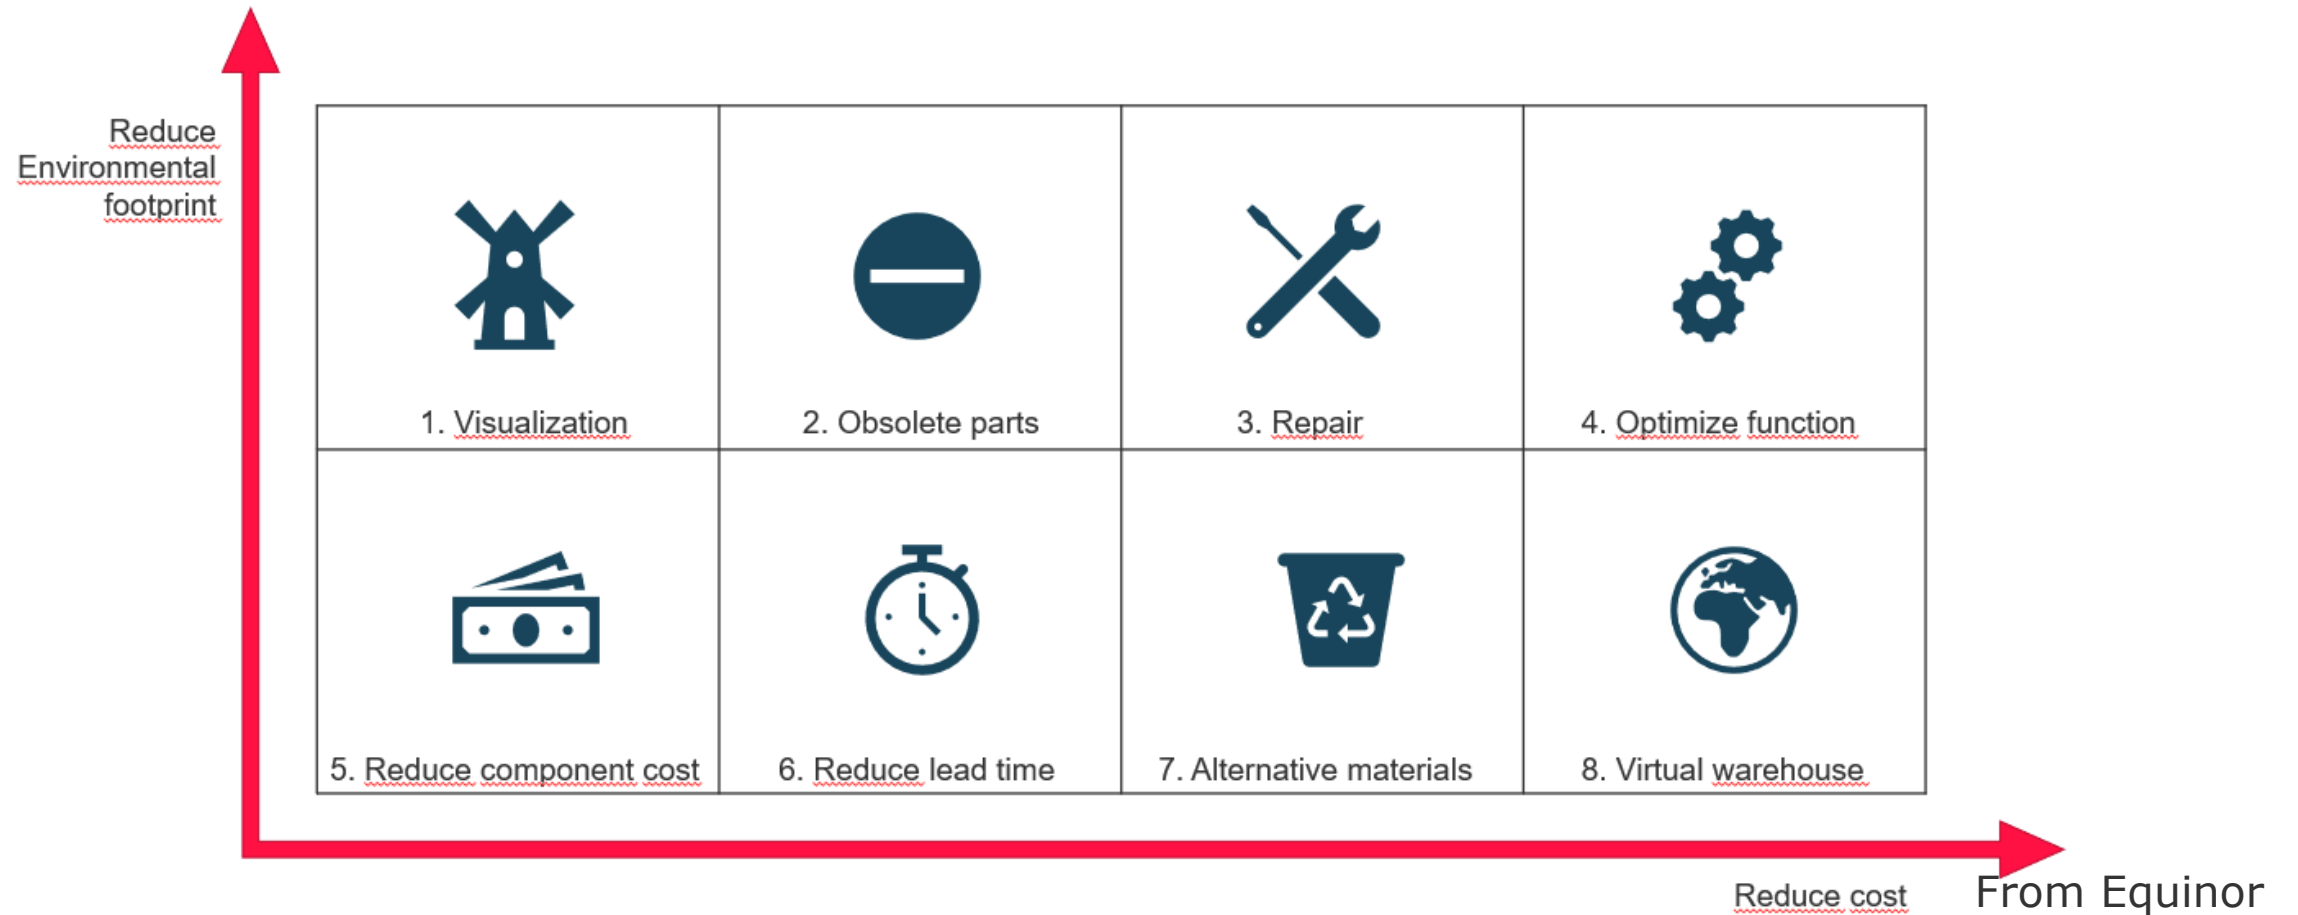 Reduce
Environmental
footprint
1. Visualization
2. Obsolete parts
3. Repair
4. Optimize function
5. Reduce component cost
6. Reduce lead time
7. Alternative materials
8. Virtual warehouse
Reduce cost
From Equinor